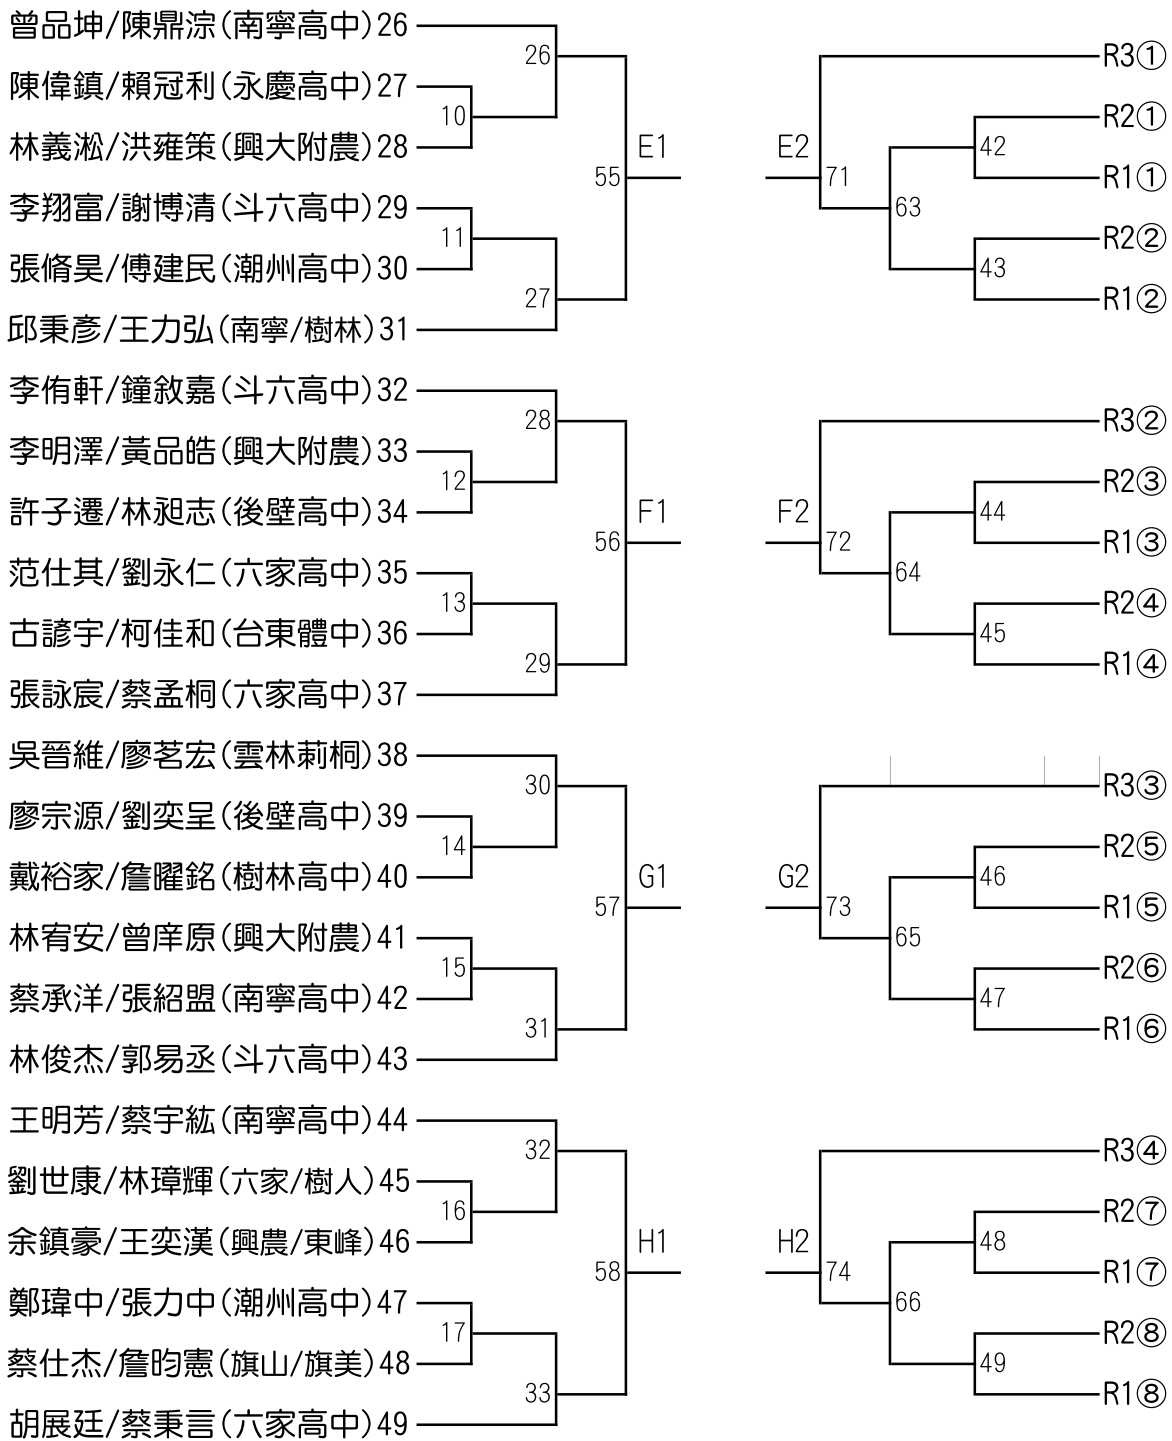 曾品坤/陳鼎淙(南寧高中)26
26
R3①
陳偉鎮/賴冠利(永慶高中)27
10
R2①
林義淞/洪雍策(興大附農)28
E1
E2
42
55
71
R1①
李翔富/謝博清(斗六高中)29
63
11
R2②
張脩昊/傅建民(潮州高中)30
43
27
R1②
邱秉彥/王力弘(南寧/樹林)31
李侑軒/鐘敘嘉(斗六高中)32
28
R3②
李明澤/黃品皓(興大附農)33
12
R2③
許子遷/林昶志(後壁高中)34
F1
F2
44
56
72
R1③
范仕其/劉永仁(六家高中)35
64
13
R2④
古諺宇/柯佳和(台東體中)36
45
29
R1④
張詠宸/蔡孟桐(六家高中)37
吳晉維/廖茗宏(雲林莿桐)38
30
R3③
廖宗源/劉奕呈(後壁高中)39
14
R2⑤
戴裕家/詹曜銘(樹林高中)40
G1
G2
46
57
73
R1⑤
林宥安/曾庠原(興大附農)41
65
15
R2⑥
蔡承洋/張紹盟(南寧高中)42
47
31
R1⑥
林俊杰/郭易丞(斗六高中)43
王明芳/蔡宇紘(南寧高中)44
32
R3④
劉世康/林璋輝(六家/樹人)45
16
R2⑦
余鎮豪/王奕漢(興農/東峰)46
H1
H2
48
58
74
R1⑦
鄭瑋中/張力中(潮州高中)47
66
17
R2⑧
蔡仕杰/詹昀憲(旗山/旗美)48
49
33
R1⑧
胡展廷/蔡秉言(六家高中)49